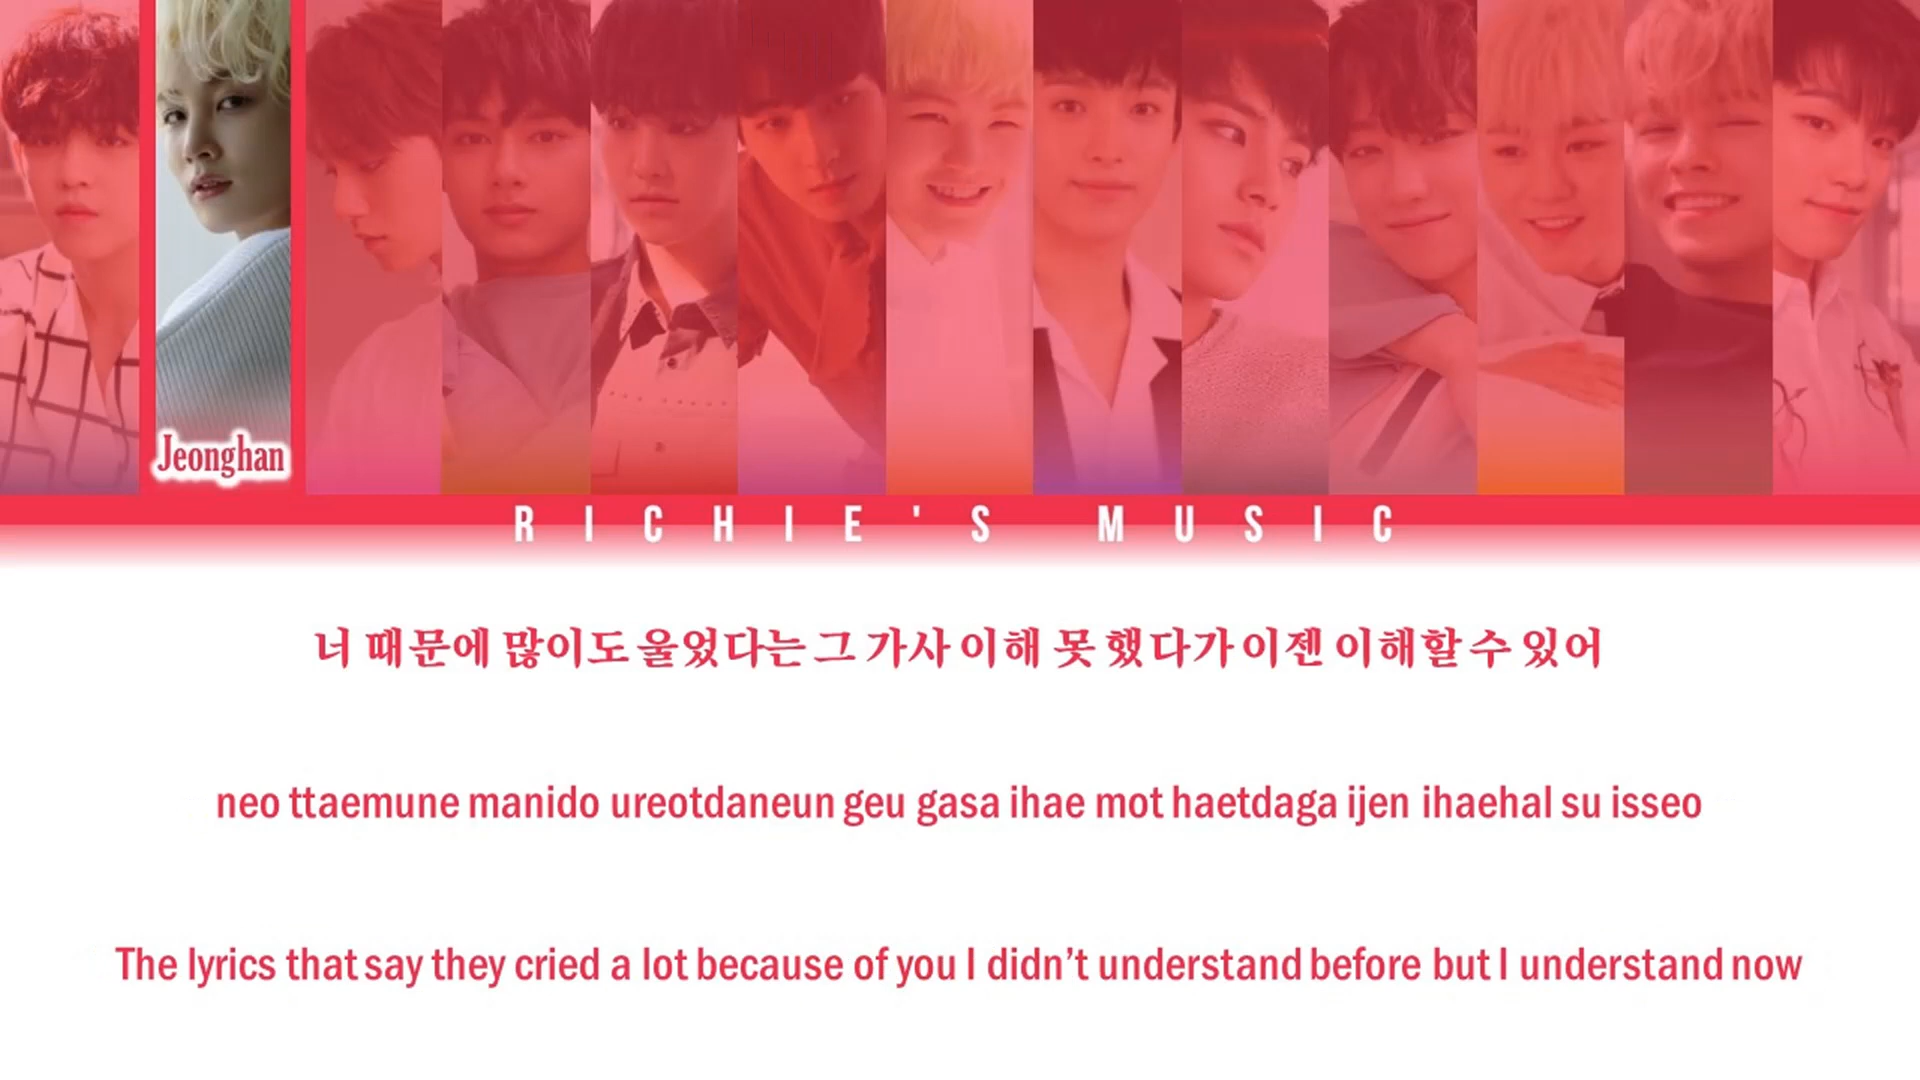 Jeonghan
RICHIE'S MUSIC
너 때문에 많이도 울었다는 그 가사 이해 못 했다가 이젠 이해할 수 있어
neo ttaemune manido ureotdaneun geu gasa ihae mot haetdaga ijen ihaehal su isseo
The lyrics that say they cried a lot because of you I didn’t understand before but I understand now